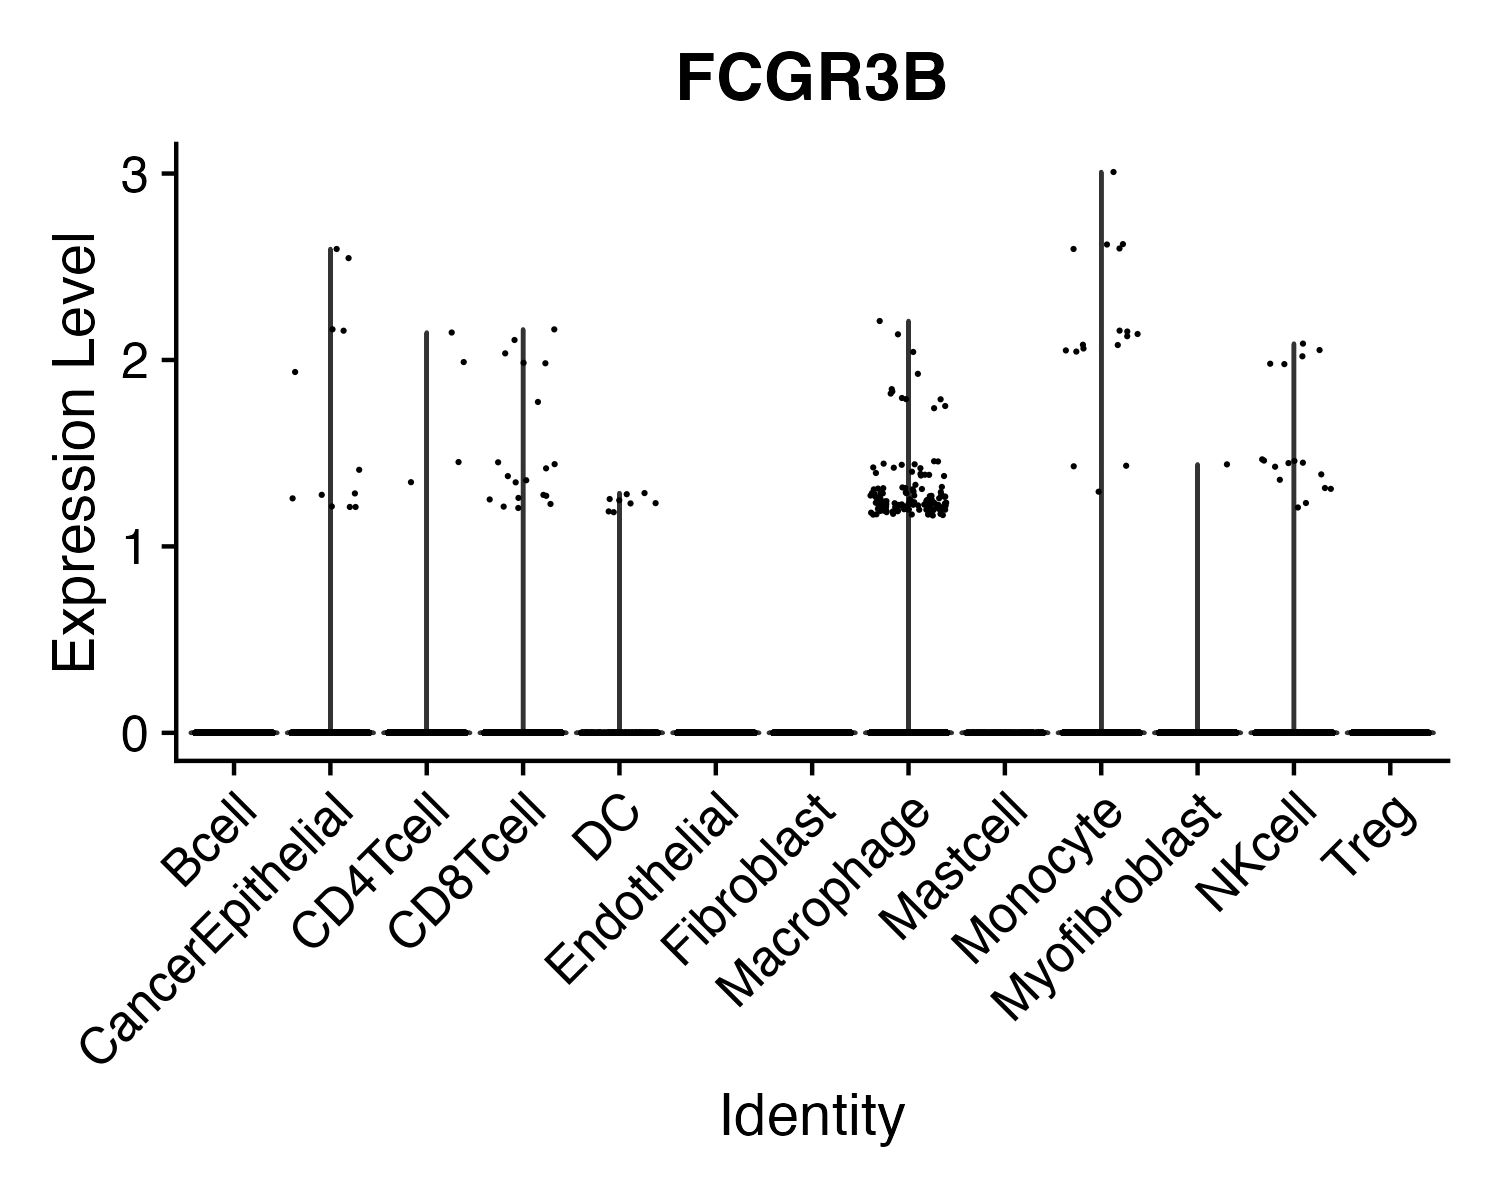 FCGR3B
Expression Level
3
2
1
0
Bcell
CancerEpithelial
CD4Tcell
CD8Tcell
DC
Endothelial
Fibroblast
Macrophage
Mastcell
Monocyte
Myofibroblast
NKcell
Treg
Identity